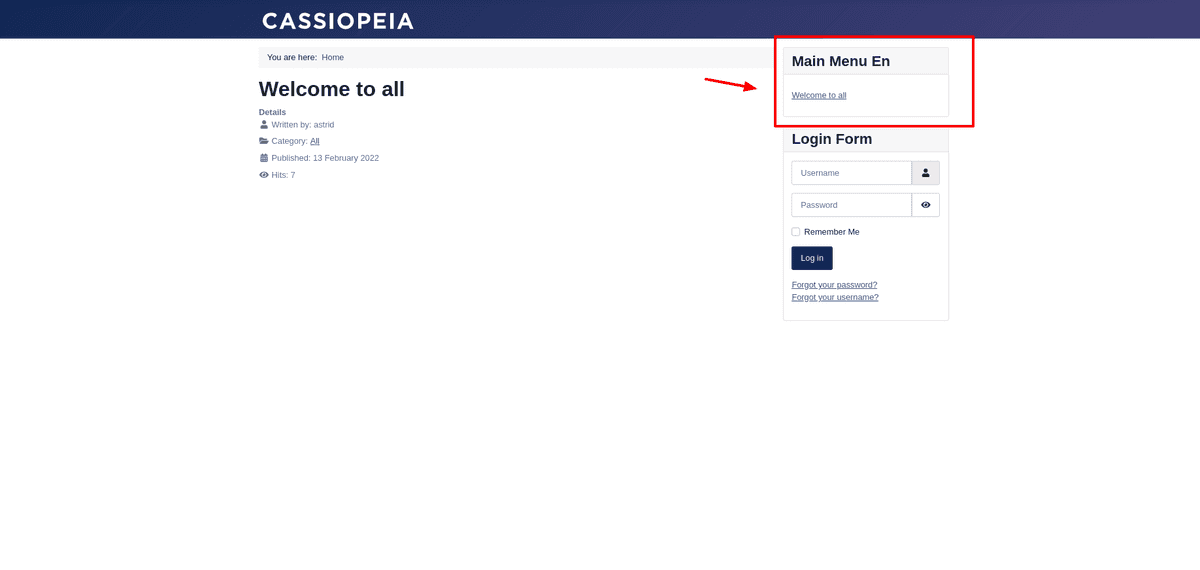 CASSIOPEIA
You are here: Home
Welcome to all
Details
Written by: astrid
Category: All
Published: 13 February 2022
Hits: 7
Main Menu En
Welcome to all
Login Form
Username
Password
Remember Me
Log in
Forgot your password?
Forgot your username?